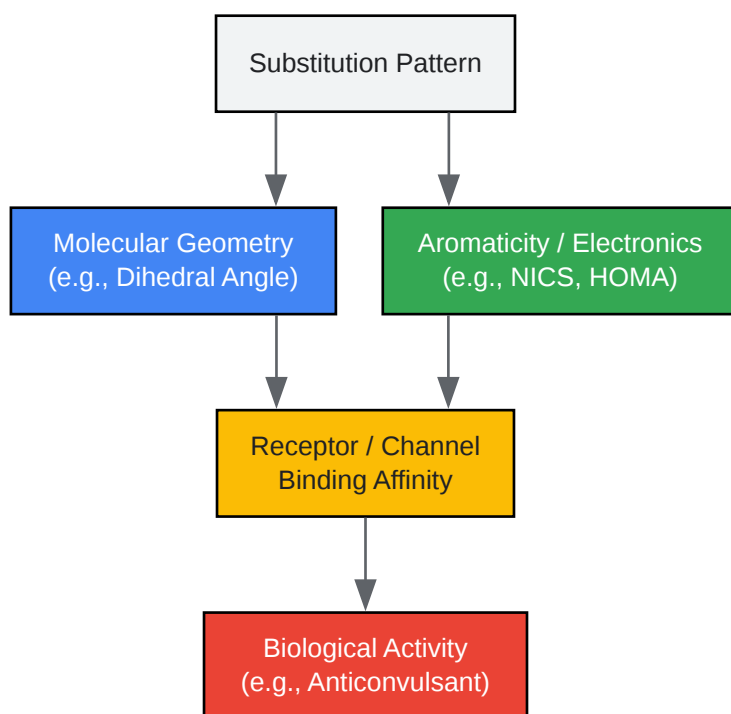 Substitution Pattern
Molecular Geometry
(e.g., Dihedral Angle)
Aromaticity / Electronics
(e.g., NICS, HOMA)
Receptor / Channel
Binding Affinity
Biological Activity
(e.g., Anticonvulsant)